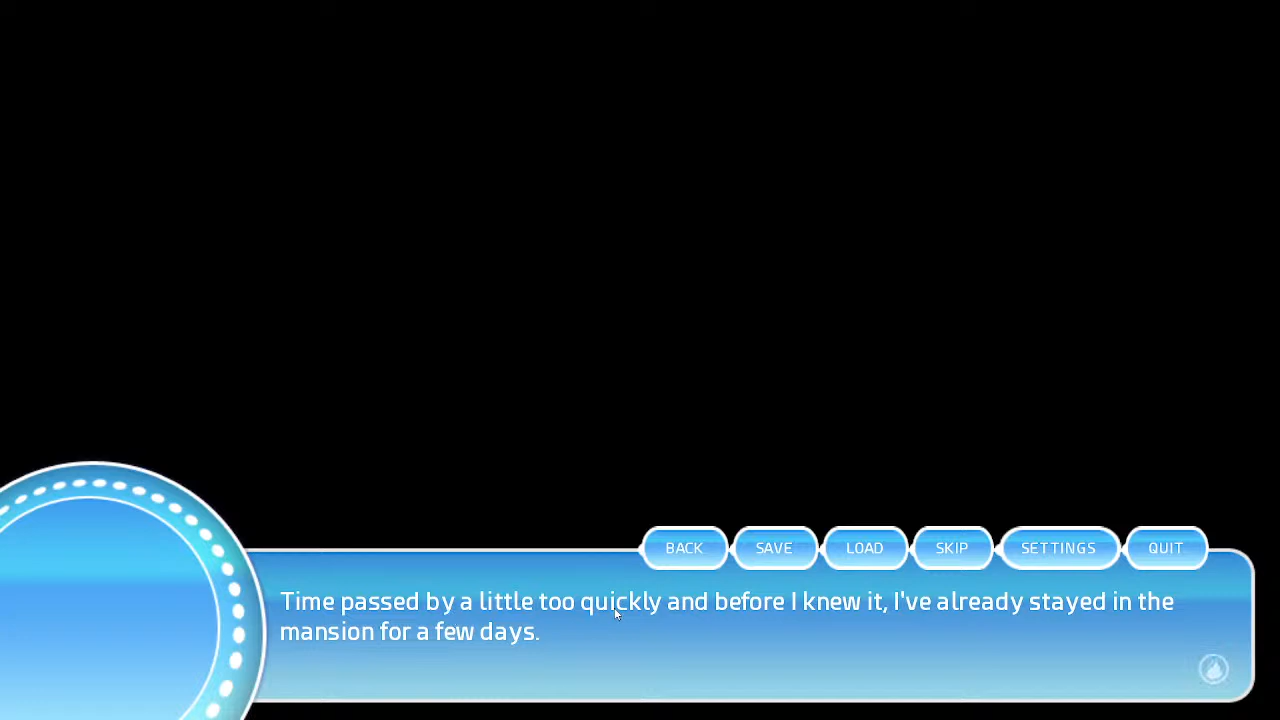 BACK SAVE LOAD SKIP SETTINGS QUIT
Time passed by a little too quickly and before I knew it, I've already stayed in the
mansion for a few days.